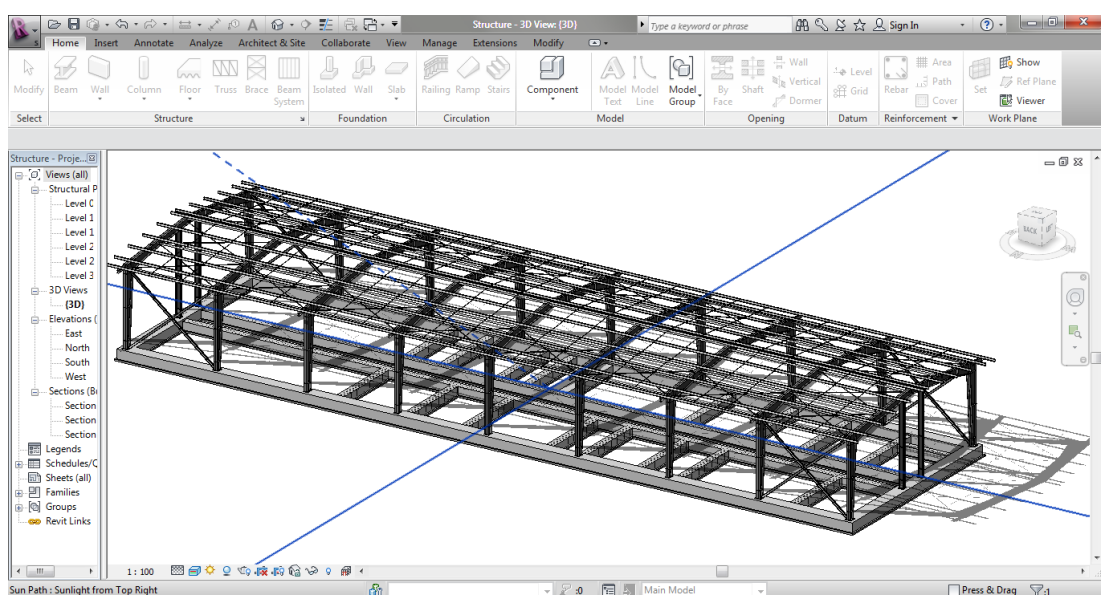 Structure - 3D View: {3D}
Type a keyword or phrase
Sign In
Home Insert Annotate Analyze Architect & Site Collaborate View Manage Extensions Modify
Modify Beam Wall Column Floor Truss Brace Beam System Isolated Wall Slab Railing Ramp Stairs Component Model Text Model Line Model Group By Face Shaft Wall Vertical Dormer Level Grid Rebar Area Path Cover Set Show Ref Plane Viewer
Select Structure Foundation Circulation Model Opening Datum Reinforcement Work Plane
Structure - Proje...
Views (all)
Structural P
Level 0
Level 1
Level 1
Level 2
Level 2
Level 3
3D Views
{3D}
Elevations (
East
North
South
West
Sections (Bu
Section
Section
Section
Legends
Schedules/Q
Sheets (all)
Families
Groups
Revit Links
BACK
1 : 100
Sun Path : Sunlight from Top Right
:0
Main Model
Press & Drag
:1